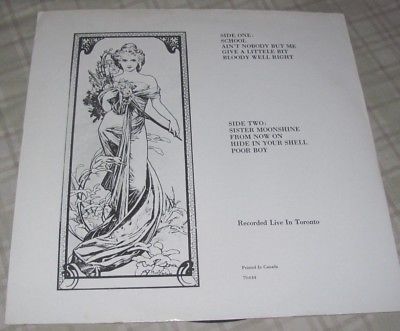 SIDE ONE:
SCHOOL
AIN'T NOBODY BUT ME
GIVE A LITTELE BIT
BLOODY WELL RIGHT
SIDE TWO:
SISTER MOONSHINE
FROM NOW ON
HIDE IN YOUR SHELL
POOR BOY
Recorded Live In Toronto
Printed In Canada